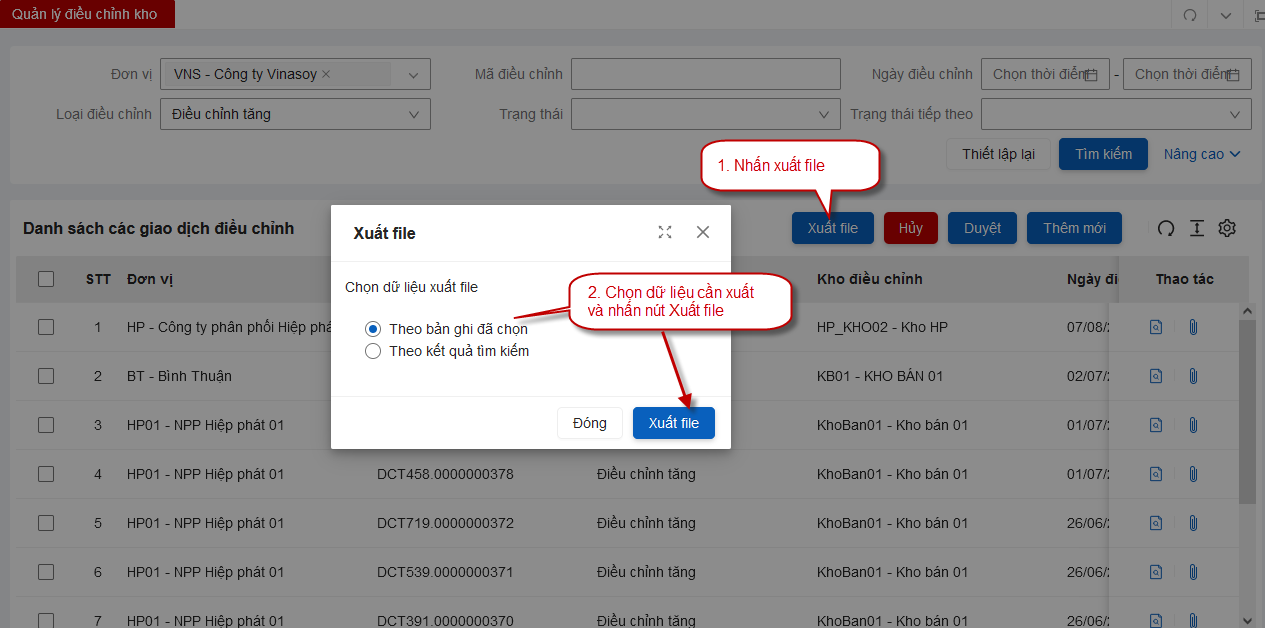 Quản lý điều chỉnh kho
Đơn vị VNS - Công ty Vinasoy Mã điều chỉnh Ngày điều chỉnh Chọn thời điểm - Chọn thời điểm
Loại điều chỉnh Điều chỉnh tăng Trạng thái Trạng thái tiếp theo
Thiết lập lại Tìm kiếm Nâng cao
1. Nhấn xuất file
Danh sách các giao dịch điều chỉnh Xuất file Hủy Duyệt Thêm mới
STT Đơn vị Kho điều chỉnh Ngày đi Thao tác
Xuất file
Chọn dữ liệu xuất file
2. Chọn dữ liệu cần xuất
và nhấn nút Xuất file
Theo bản ghi đã chọn
Theo kết quả tìm kiếm
Đóng Xuất file
1 HP - Công ty phân phối Hiệp phá HP_KHO02 - Kho HP 07/08/
2 BT - Bình Thuận KB01 - KHO BÁN 01 02/07/
3 HP01 - NPP Hiệp phát 01 KhoBan01 - Kho bán 01 01/07/
4 HP01 - NPP Hiệp phát 01 DCT458.0000000378 Điều chỉnh tăng KhoBan01 - Kho bán 01 01/07/
5 HP01 - NPP Hiệp phát 01 DCT719.0000000372 Điều chỉnh tăng KhoBan01 - Kho bán 01 26/06/
6 HP01 - NPP Hiệp phát 01 DCT539.0000000371 Điều chỉnh tăng KhoBan01 - Kho bán 01 26/06/
7 HP01 - NPP Hiệp phát 01 DCT391.0000000370 Điều chỉnh tăng KhoBan01 - Kho bán 01 26/06/